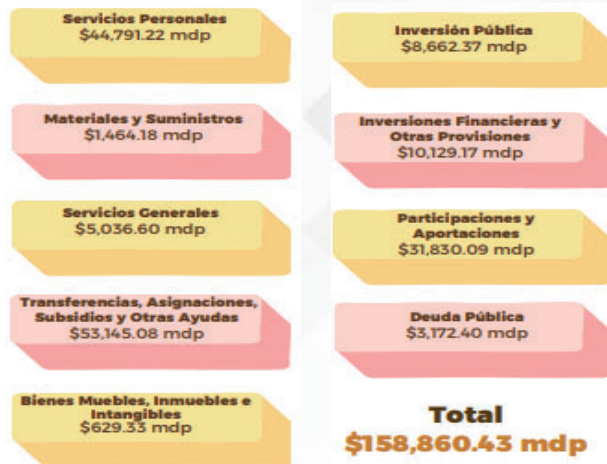 Servicios Personales
$44,791.22 mdp
Materiales y Suministros
$1,464.18 mdp
Servicios Generales
$5,036.60 mdp
Transferencias, Asignaciones,
Subsidios y Otras Ayudas
$53,145.08 mdp
Bienes Muebles, Inmuebles e
Intangibles
$629.33 mdp
Inversión Pública
$8,662.37 mdp
Inversiones Financieras y
Otras Provisiones
$10,129.17 mdp
Participaciones y
Aportaciones
$31,830.09 mdp
Deuda Pública
$3,172.40 mdp
Total
$158,860.43 mdp